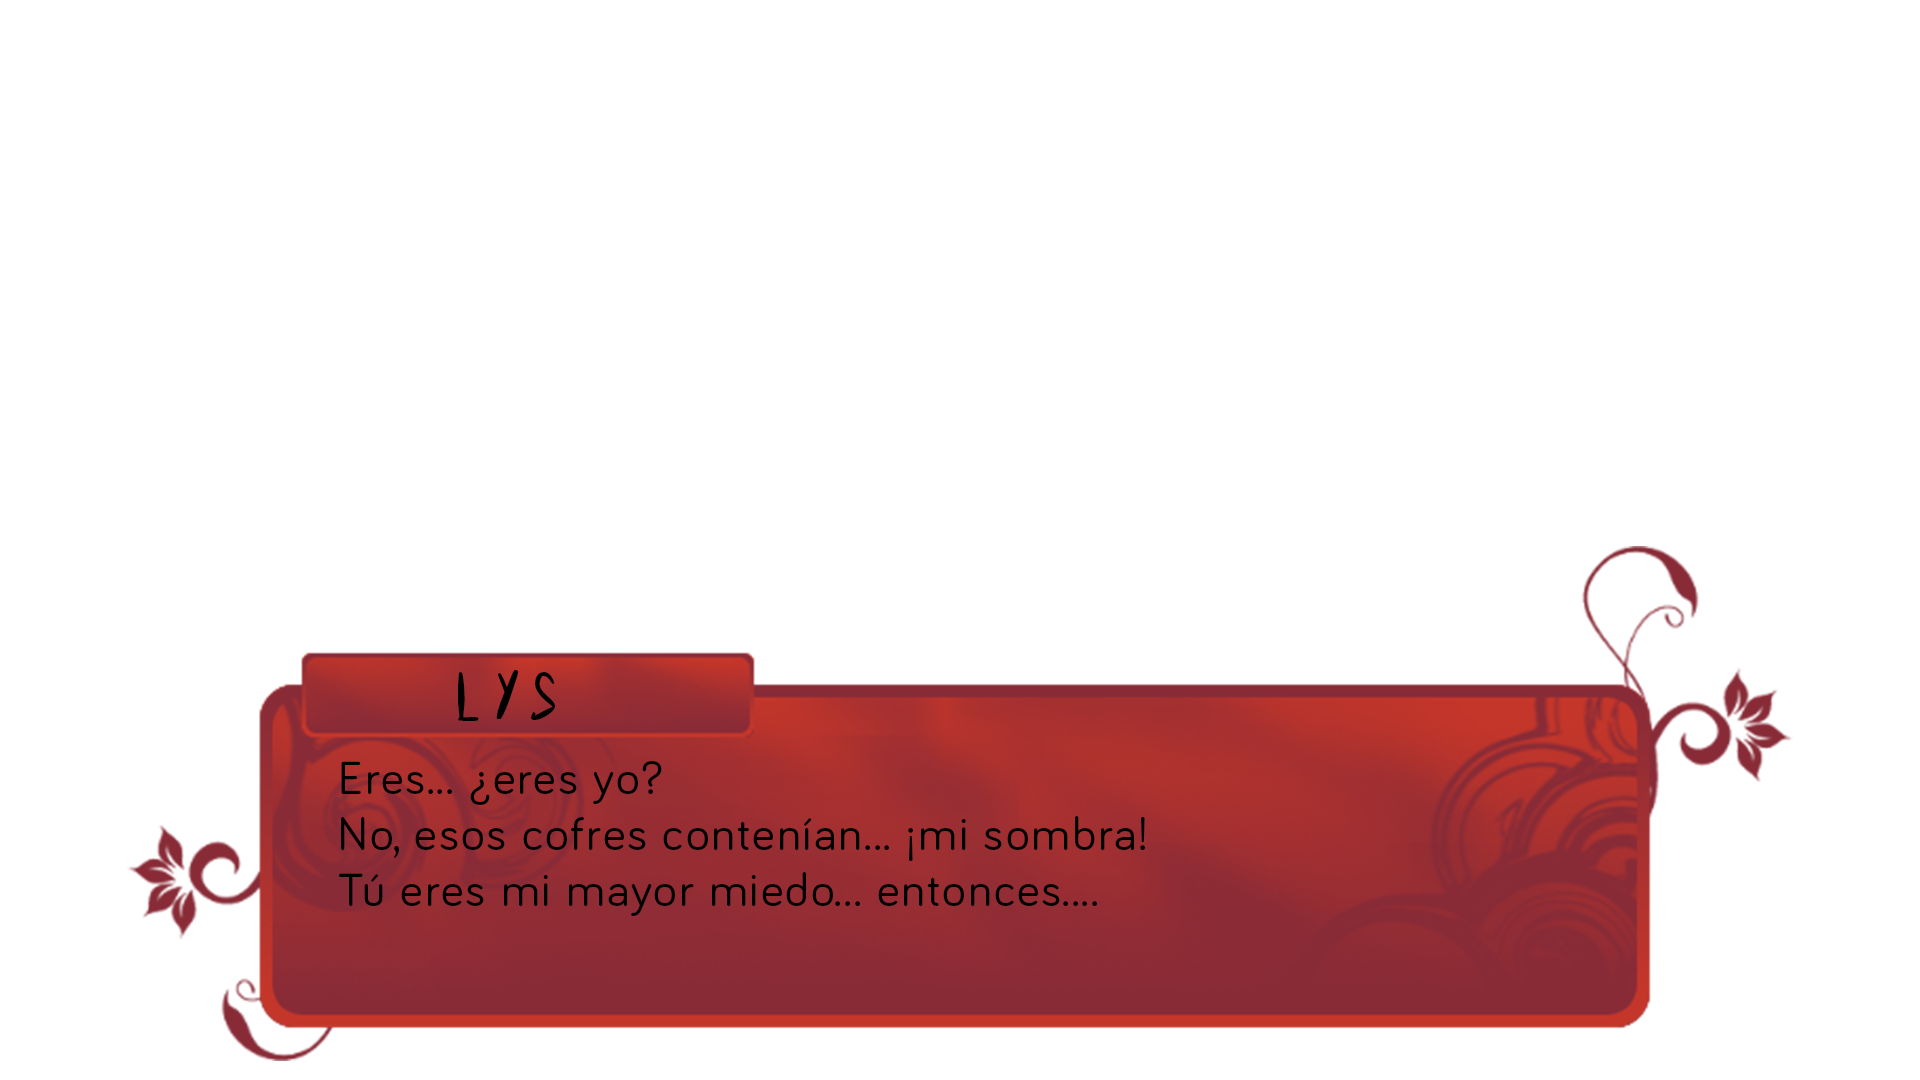 LYS
Eres... ¿eres yo?
No, esos cofres contenían... ¡mi sombra!
Tú eres mi mayor miedo... entonces....